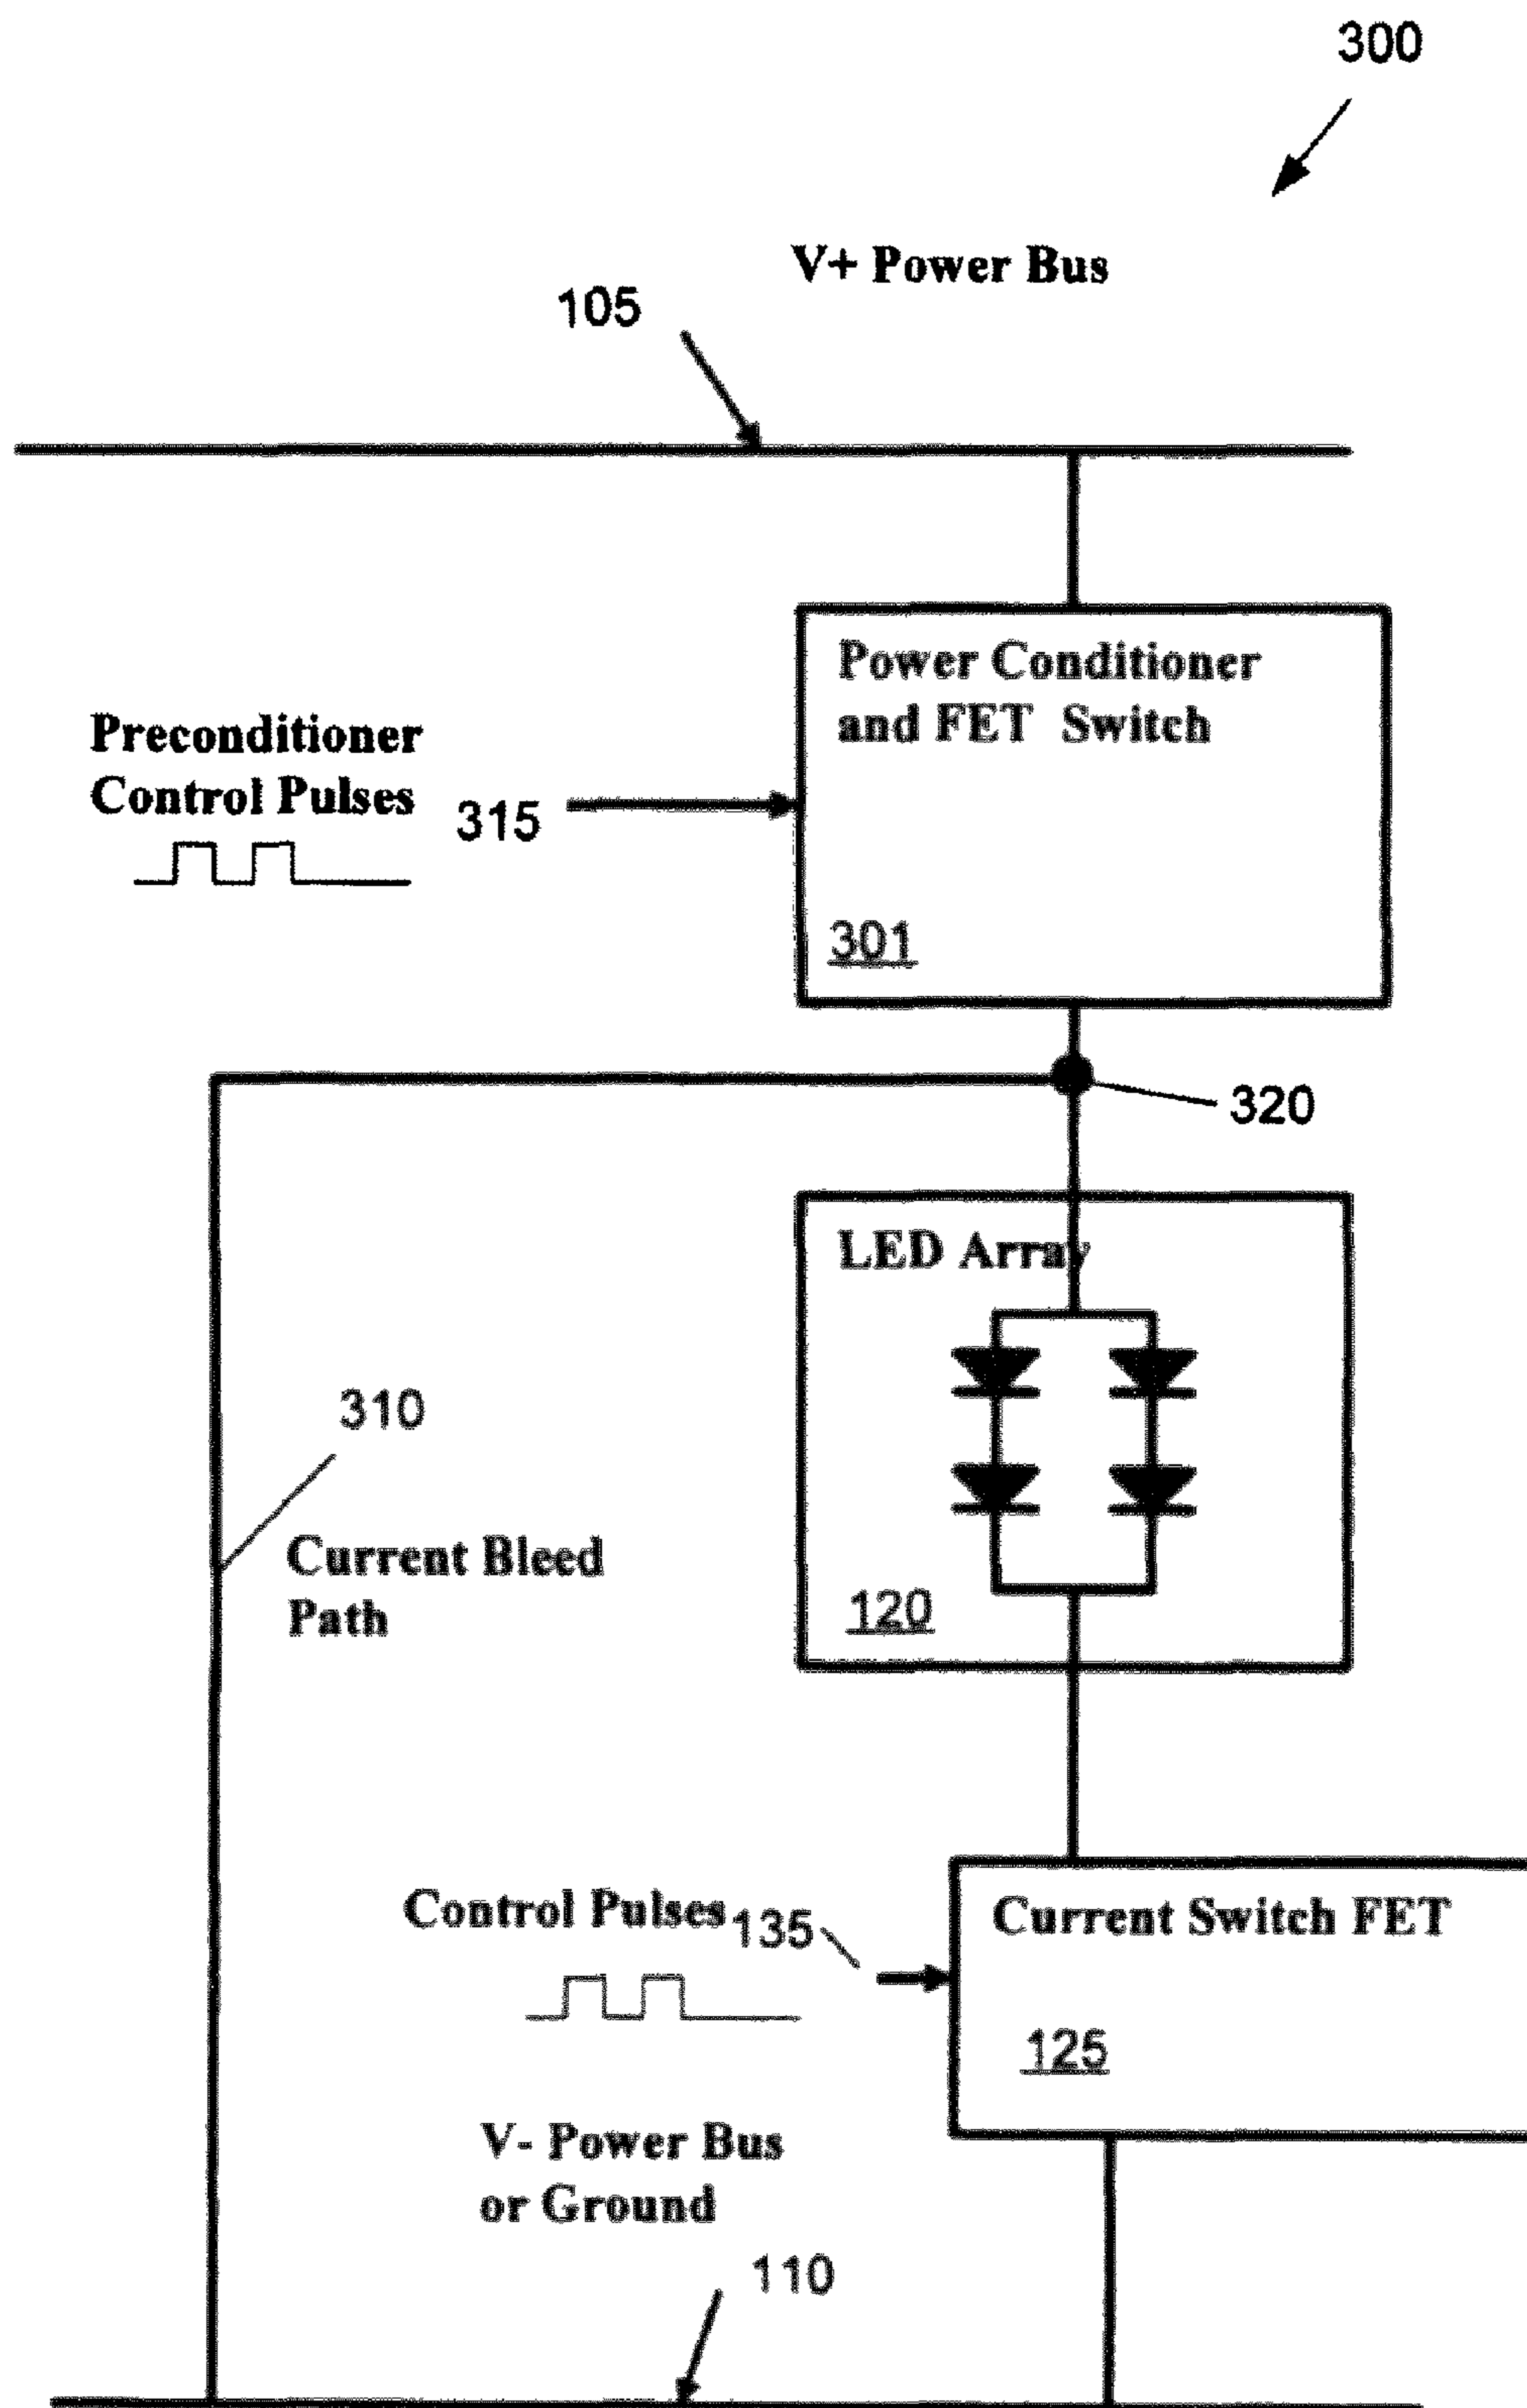 300
V+ Power Bus
105
Power Conditioner
and FET Switch
Preconditioner
Control Pulses
315
301
320
LED Array
310
Current Bleed
Path
120
Control Pulses
135
Current Switch FET
125
V- Power Bus
or Ground
110